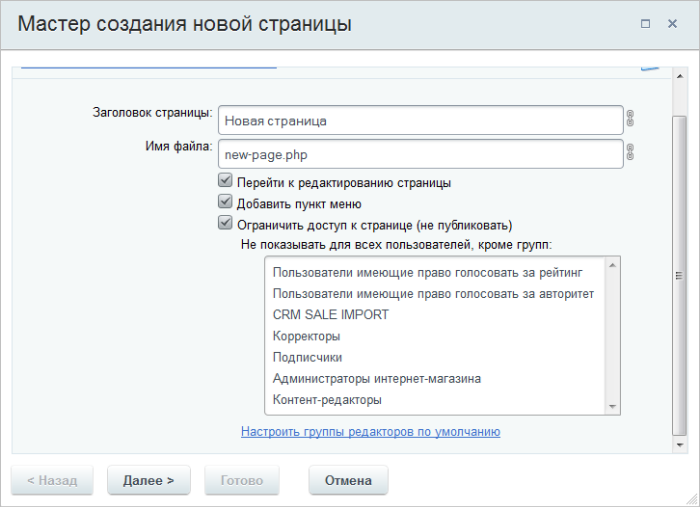 Мастер создания новой страницы
Заголовок страницы: Новая страница
Имя файла: new-page.php
Перейти к редактированию страницы
Добавить пункт меню
Ограничить доступ к странице (не публиковать)
Не показывать для всех пользователей, кроме групп:
Пользователи имеющие право голосовать за рейтинг
Пользователи имеющие право голосовать за авторитет
CRM SALE IMPORT
Корректоры
Подписчики
Администраторы интернет-магазина
Контент-редакторы
Настроить группы редакторов по умолчанию
< Назад Далее > Готово Отмена